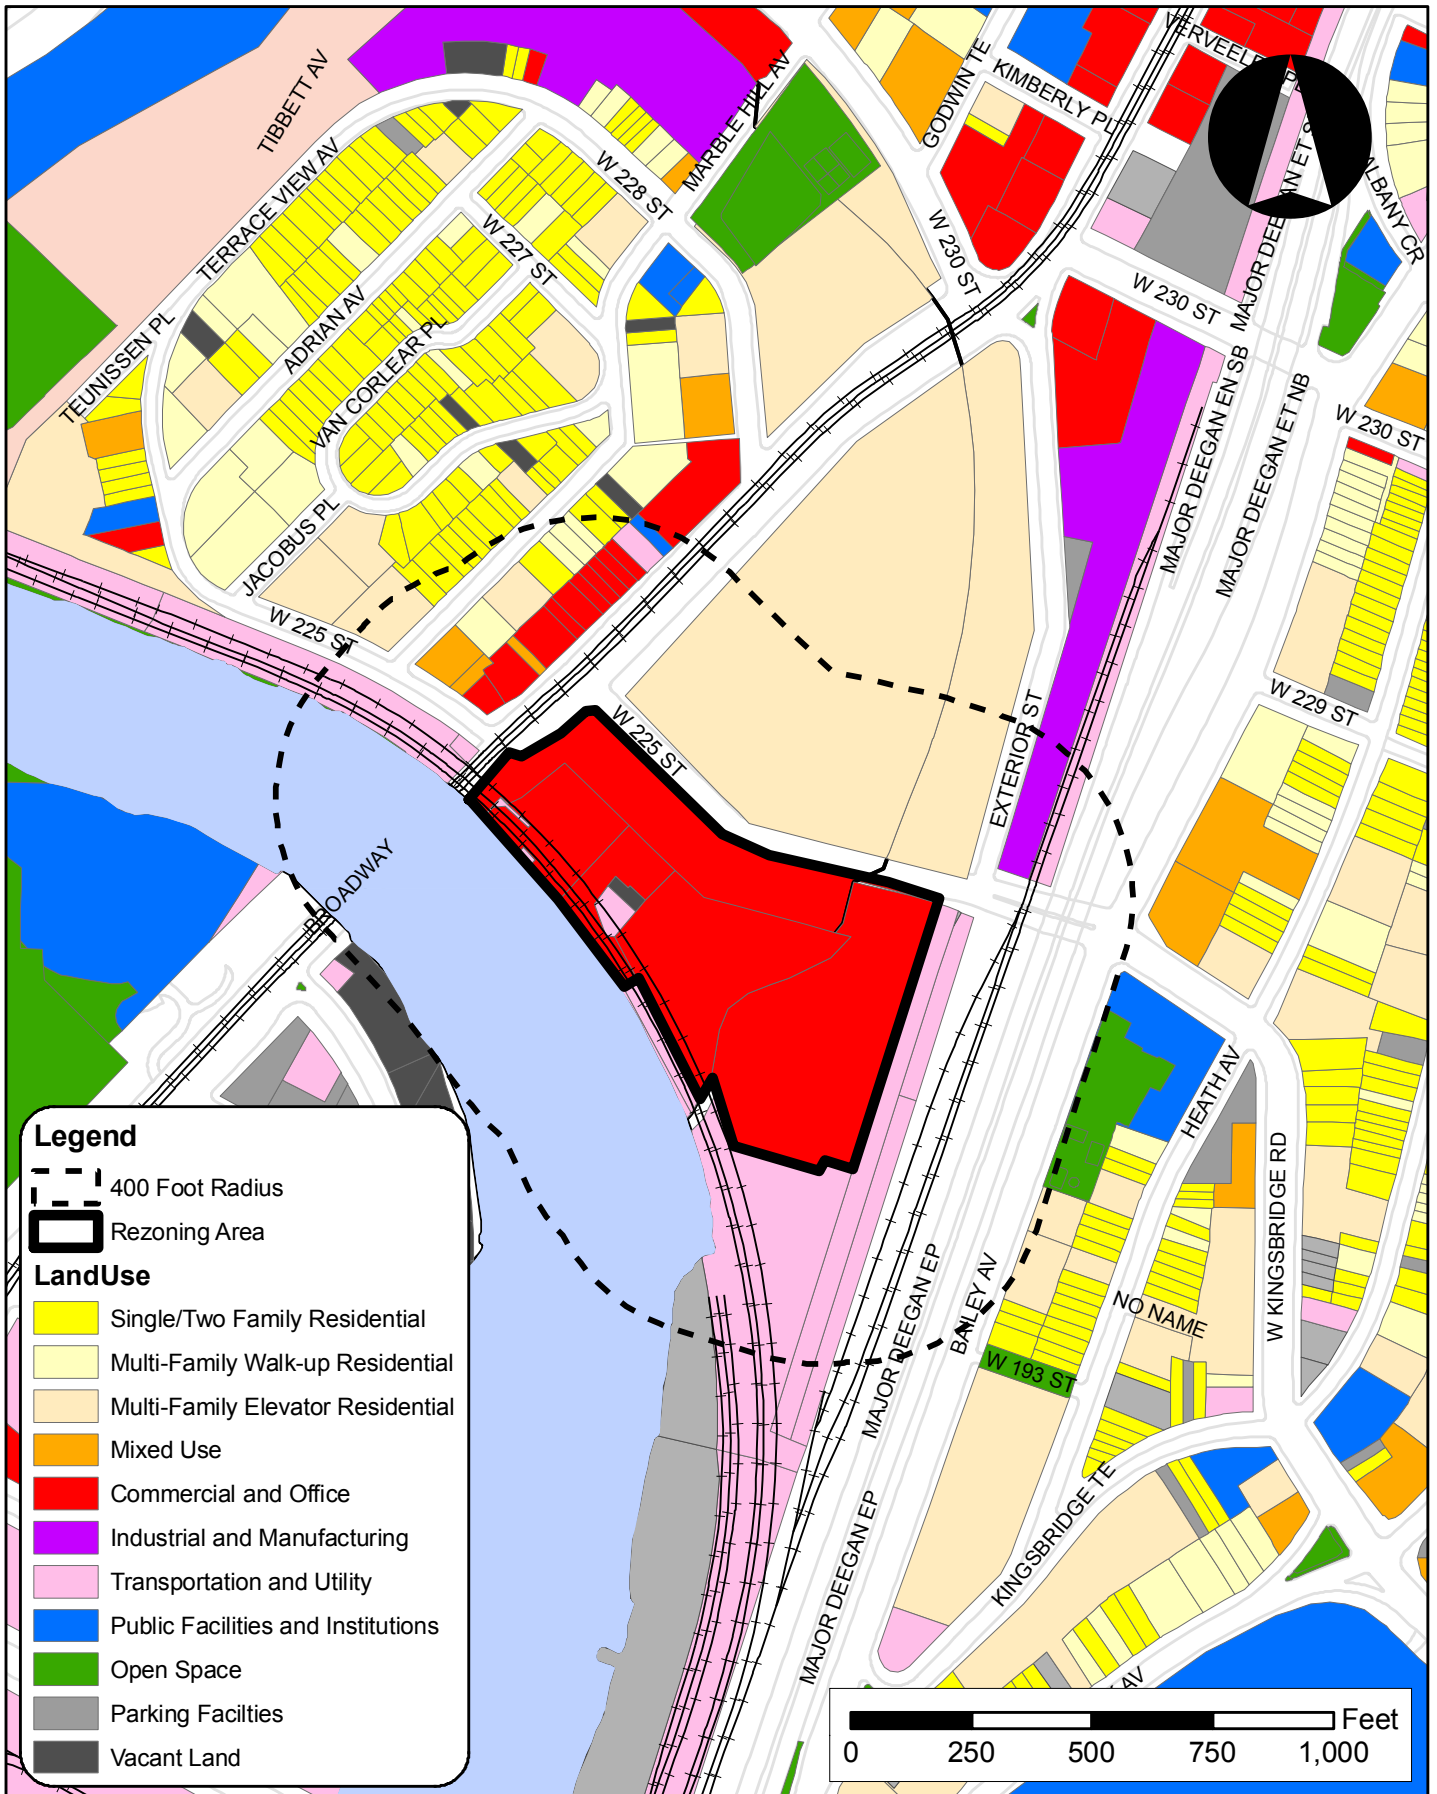 VERVEELE PL
TIBBETT AV
MARBLE HILL AV
GODWIN TE
KIMBERLY PL
TERRACE VIEW AV
W 228 ST
W 227 ST
W 230 ST
W 230 ST
ALBANY CR
TEUNISSEN PL
ADRIAN AV
VAN CORLEAR PL
MAJOR DEEGAN EN SB
MAJOR DEEGAN ET NB
W 230 ST
JACOBUS PL
W 225 ST
W 225 ST
EXTERIOR ST
W 229 ST
BROADWAY
HEATH AV
W KINGSBRIDGE RD
MAJOR DEEGAN EP
BAILEY AV
NO NAME
W 193 ST
KINGSBRIDGE TE
MAJOR DEEGAN EP
AV
Legend
400 Foot Radius
Rezoning Area
LandUse
Single/Two Family Residential
Multi-Family Walk-up Residential
Multi-Family Elevator Residential
Mixed Use
Commercial and Office
Industrial and Manufacturing
Transportation and Utility
Public Facilities and Institutions
Open Space
Parking Facilties
Vacant Land
Feet
0 250 500 750 1,000